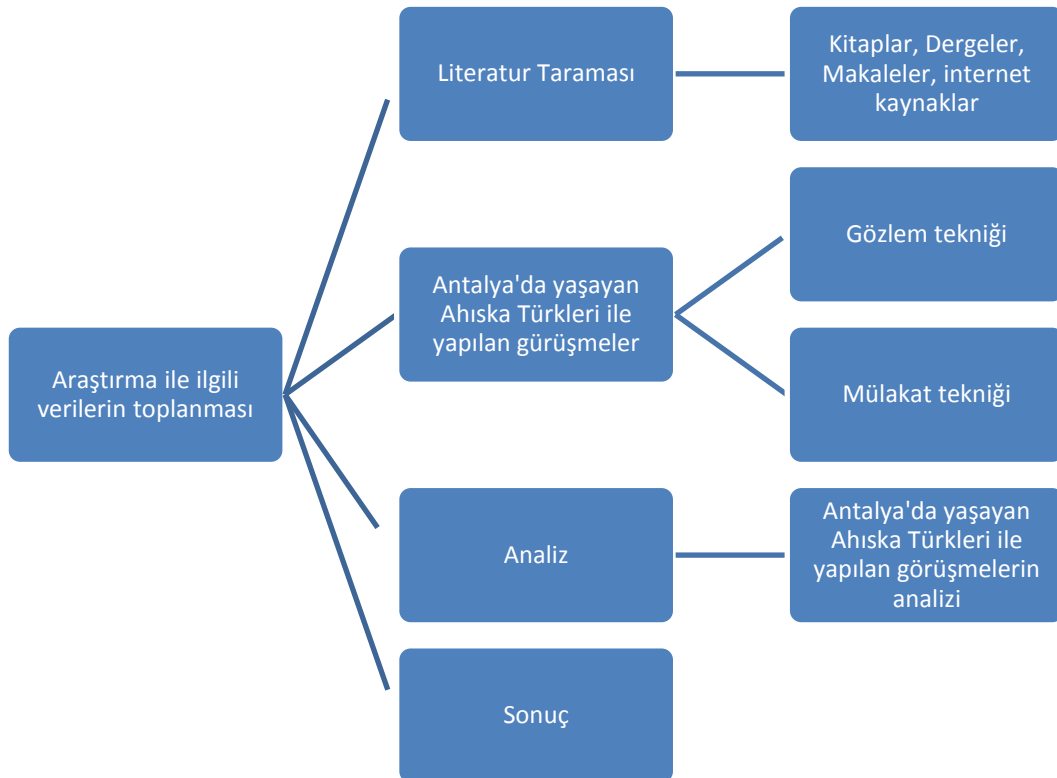 Araştırma ile ilgili
verilerin toplanması
Literatur Taraması
Kitaplar, Dergeler,
Makaleler, internet
kaynaklar
Antalya'da yaşayan
Ahıska Türkleri ile
yapılan gürüşmeler
Gözlem tekniği
Mülakat tekniği
Analiz
Antalya'da yaşayan
Ahıska Türkleri ile
yapılan görüşmelerin
analizi
Sonuç